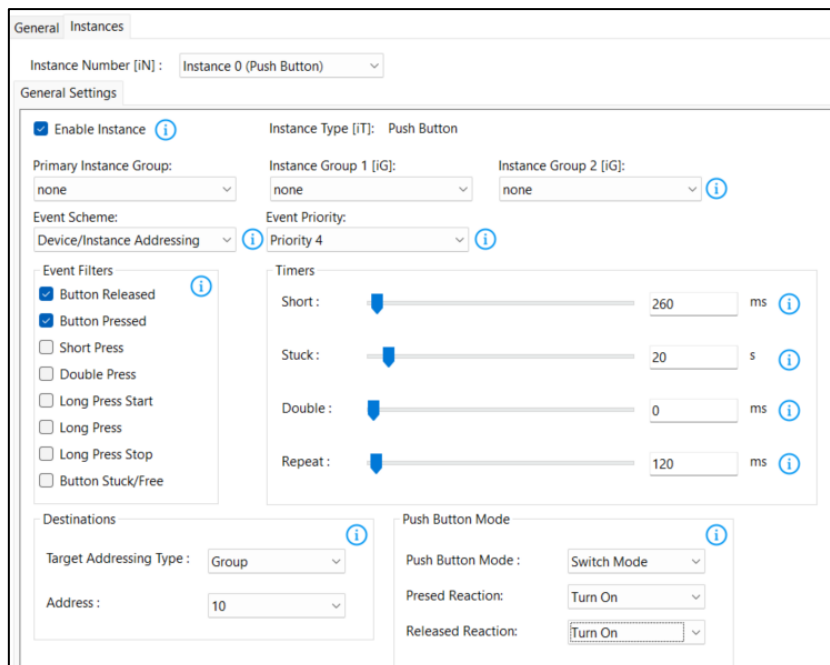 General Instances
Instance Number [iN] : Instance 0 (Push Button)
General Settings
Enable Instance Instance Type [iT]: Push Button
Primary Instance Group: Instance Group 1 [iG]: Instance Group 2 [iG]:
none none none
Event Scheme: Event Priority:
Device/Instance Addressing Priority 4
Event Filters
Button Released
Button Pressed
Short Press
Double Press
Long Press Start
Long Press
Long Press Stop
Button Stuck/Free
Timers
Short : 260 ms
Stuck : 20 s
Double : 0 ms
Repeat : 120 ms
Destinations
Target Addressing Type : Group
Address : 10
Push Button Mode
Push Button Mode : Switch Mode
Presed Reaction: Turn On
Released Reaction: Turn On